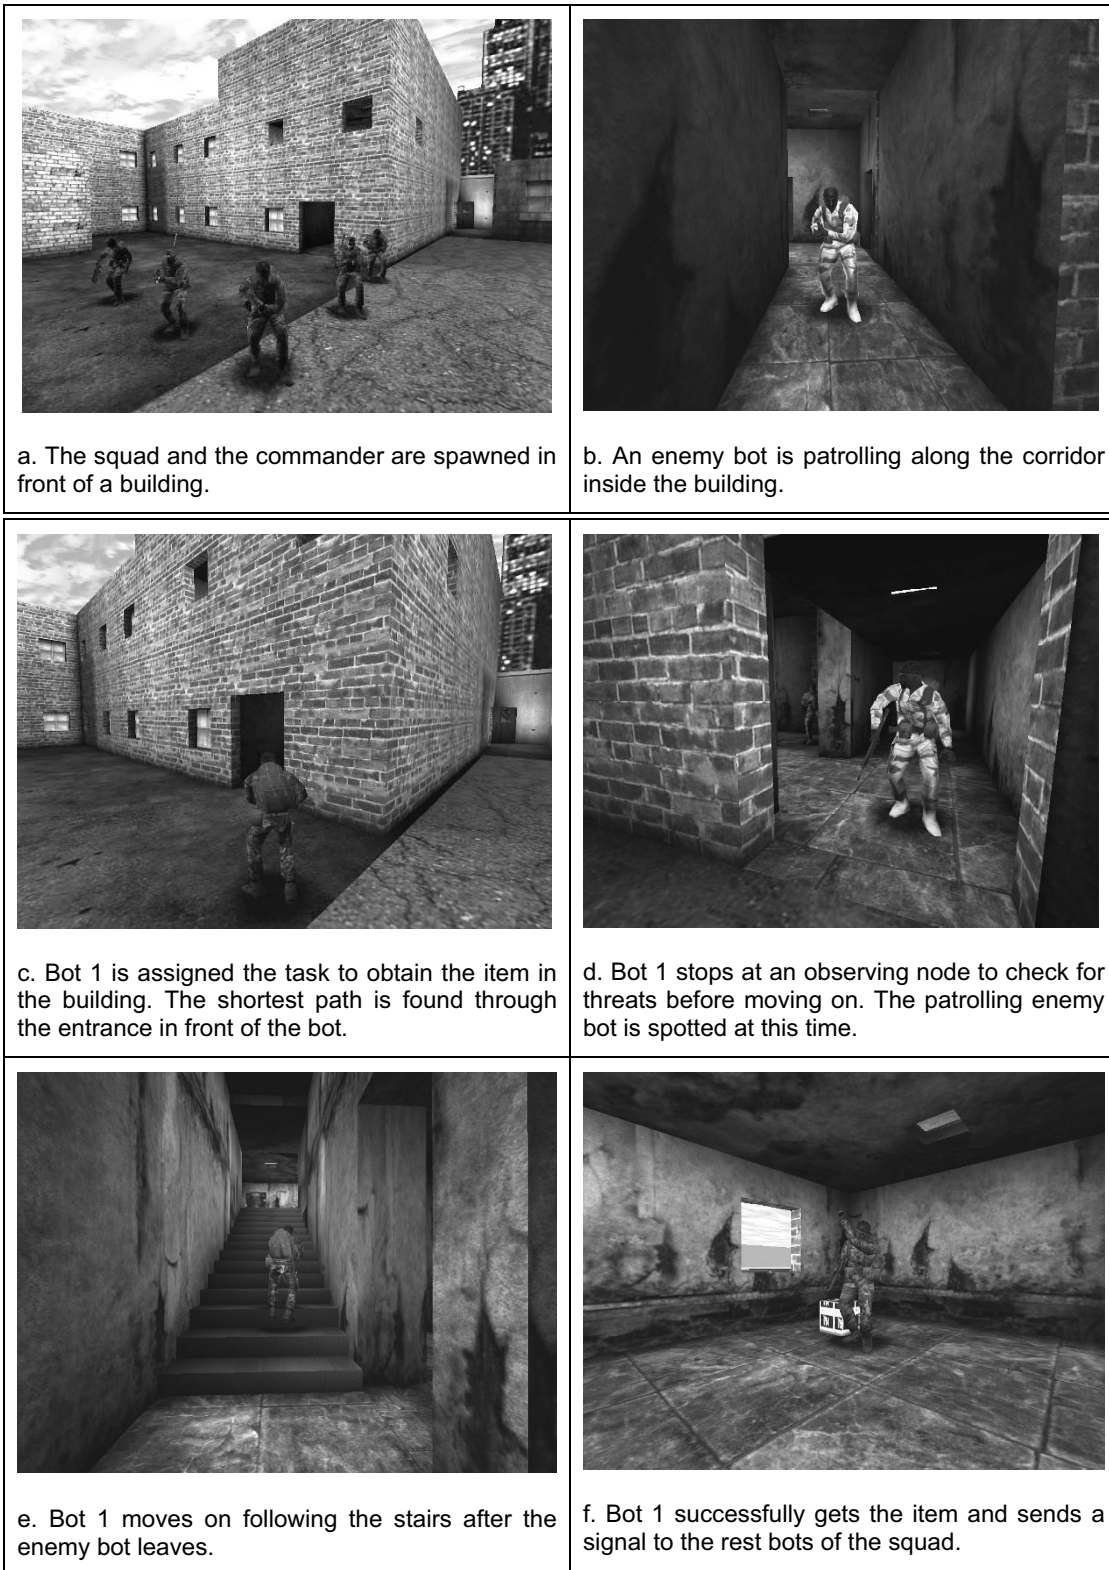 a. The squad and the commander are spawned in
front of a building.
b. An enemy bot is patrolling along the corridor
inside the building.
c. Bot 1 is assigned the task to obtain the item in
the building. The shortest path is found through
the entrance in front of the bot.
d. Bot 1 stops at an observing node to check for
threats before moving on. The patrolling enemy
bot is spotted at this time.
e. Bot 1 moves on following the stairs after the
enemy bot leaves.
f. Bot 1 successfully gets the item and sends a
signal to the rest bots of the squad.